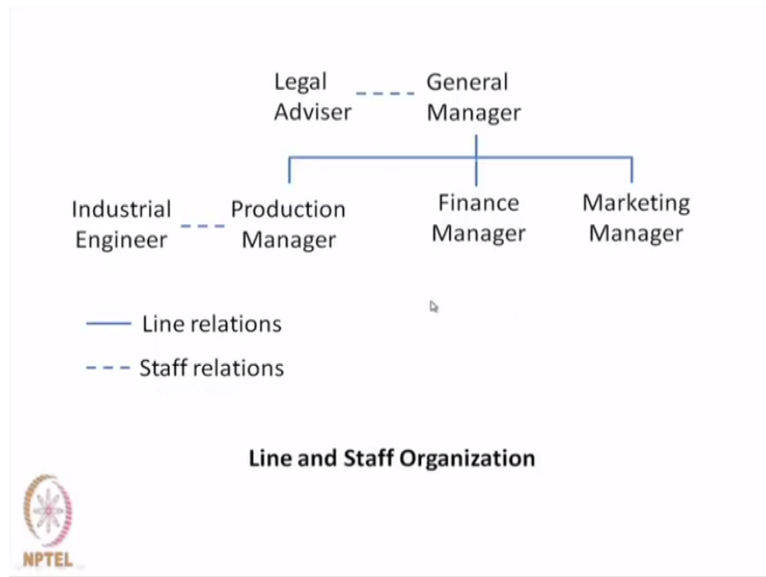 Legal
Adviser
General
Manager
Industrial
Engineer
Production
Manager
Finance
Manager
Marketing
Manager
Line relations
Staff relations
Line and Staff Organization
NPTEL